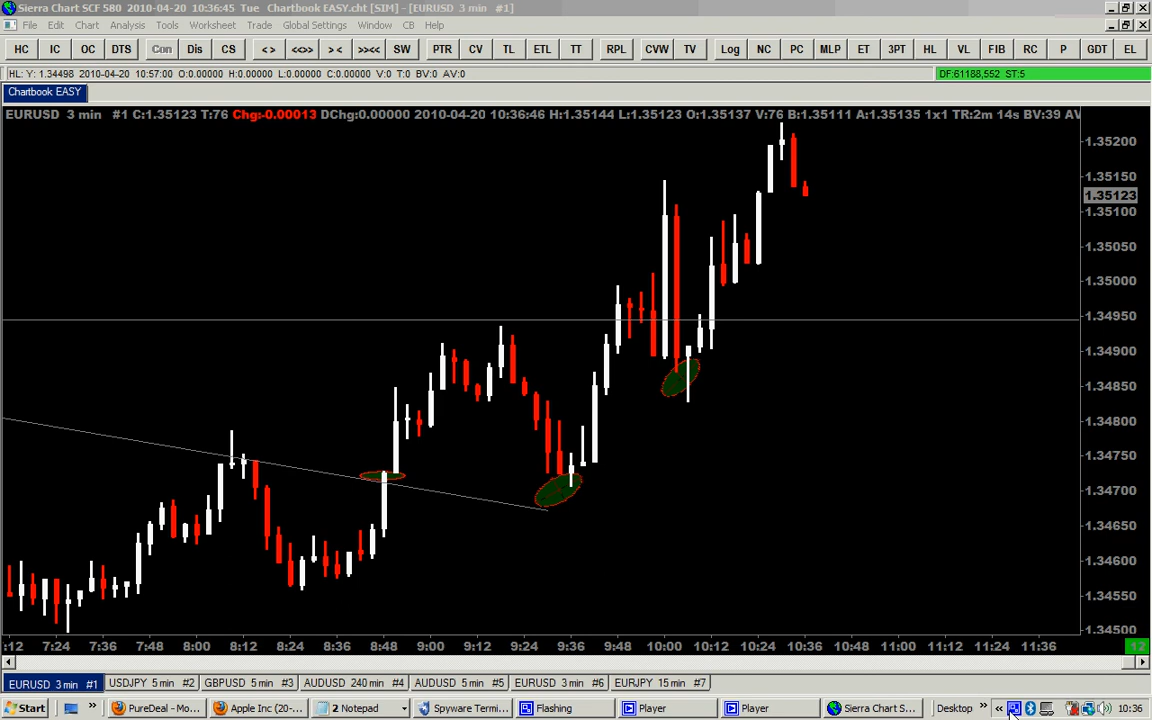 Sierra Chart SCF 580  2010-04-20  10:36:45  Tue  Chartbook EASY.cht [SIM] - [EURUSD  3 min   #1]
File Edit Chart Analysis Tools Worksheet Trade Global Settings Window CB Help
HC IC OC DTS Con Dis CS < > <<>> > < >><< SW PTR CV TL ETL TT RPL CVW TV Log NC PC MLP ET 3PT HL VL FIB RC P GDT EL
HL: Y: 1.34498  2010-04-20  10:57:00  O:0.00000  H:0.00000  L:0.00000  C:0.00000  V:0  T:0  BV:0  AV:0
DF:61188,552  ST:5
Chartbook EASY
EURUSD  3 min   #1 C:1.35123 T:76 Chg:-0.00013 DChg:0.00000 2010-04-20 10:36:46 H:1.35144 L:1.35123 O:1.35137 V:76 B:1.35111 A:1.35135 1x1 TR:2m 14s BV:39 AV
1.35200
1.35150
1.35123
1.35100
1.35050
1.35000
1.34950
1.34900
1.34850
1.34800
1.34750
1.34700
1.34650
1.34600
1.34550
1.34500
:12 7:24 7:36 7:48 8:00 8:12 8:24 8:36 8:48 9:00 9:12 9:24 9:36 9:48 10:00 10:12 10:24 10:36 10:48 11:00 11:12 11:24 11:36 12
EURUSD  3 min   #1 USDJPY  5 min   #2 GBPUSD  5 min   #3 AUDUSD  240 min   #4 AUDUSD  5 min   #5 EURUSD  3 min   #6 EURJPY  15 min   #7
Start » PureDeal - Mo... Apple Inc (20-... 2 Notepad Spyware Termi... Flashing Player Player Sierra Chart S... Desktop » « 10:36